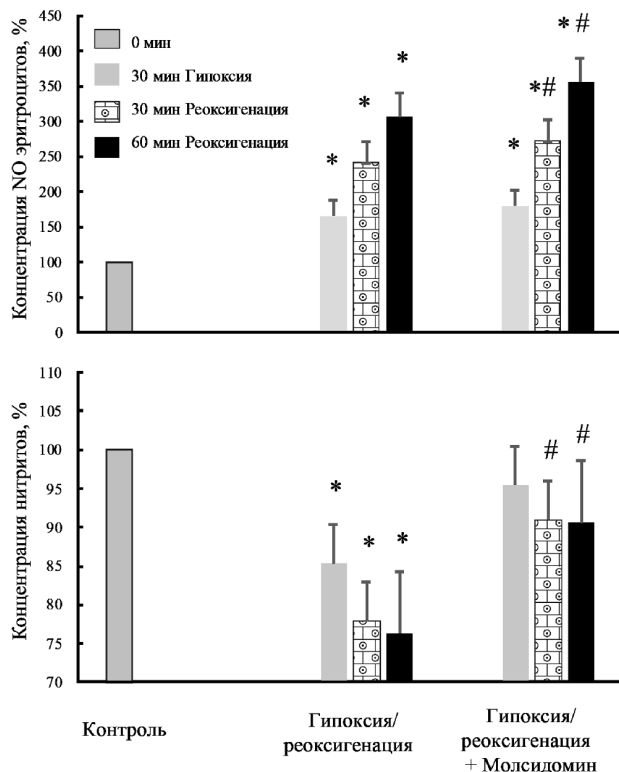 Концентрация NO эритроцитов, %
450
400
350
300
250
200
150
100
50
0
0 мин
30 мин Гипоксия
30 мин Реоксигенация
60 мин Реоксигенация
*
*
*
*
*#
* #
Концентрация нитритов, %
110
105
100
95
90
85
80
75
70
*
*
*
#
#
Контроль
Гипоксия/
реоксигенация
Гипоксия/
реоксигенация
+ Молсидомин